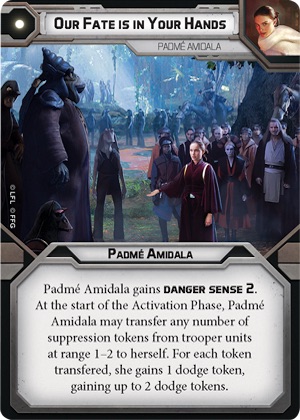 Our Fate is in Your Hands
Padmé Amidala
© LFL © FFG
Padmé Amidala
Padmé Amidala gains DANGER SENSE 2.
At the start of the Activation Phase, Padmé
Amidala may transfer any number of
suppression tokens from trooper units
at range 1–2 to herself. For each token
transfered, she gains 1 dodge token,
gaining up to 2 dodge tokens.